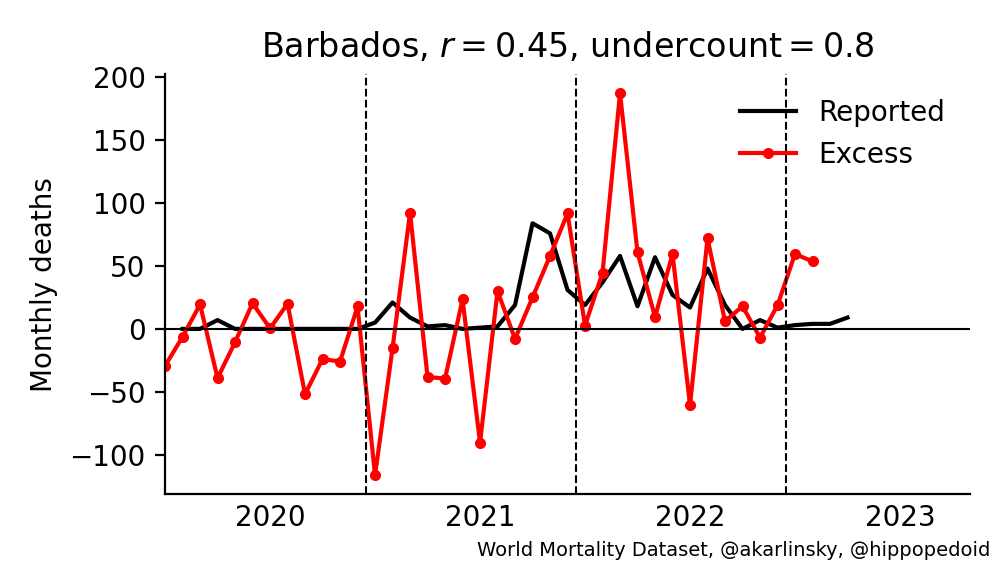 Barbados, r = 0.45, undercount = 0.8
200
150
100
50
0
−50
−100
Monthly deaths
Reported
Excess
2020 2021 2022 2023
World Mortality Dataset, @akarlinsky, @hippopedoid